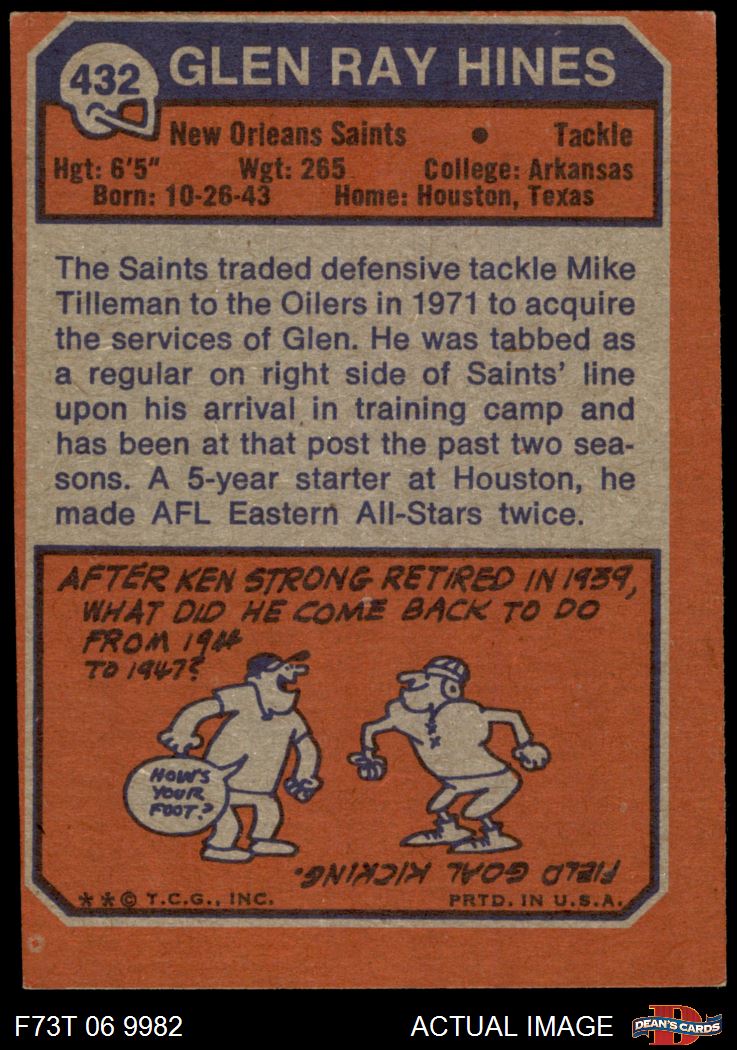 432
GLEN RAY HINES
New Orleans Saints • Tackle
Hgt: 6'5" Wgt: 265 College: Arkansas
Born: 10-26-43 Home: Houston, Texas
The Saints traded defensive tackle Mike
Tilleman to the Oilers in 1971 to acquire
the services of Glen. He was tabbed as
a regular on right side of Saints' line
upon his arrival in training camp and
has been at that post the past two sea-
sons. A 5-year starter at Houston, he
made AFL Eastern All-Stars twice.
AFTER KEN STRONG RETIRED IN 1939,
WHAT DID HE COME BACK TO DO
FROM 1944
TO 1947?
HOW'S
YOUR
FOOT?
FIELD GOAL KICKING.
**© T.C.G., INC. PRTD. IN U.S.A.
F73T 06 9982 ACTUAL IMAGE
D
DEAN'S CARDS